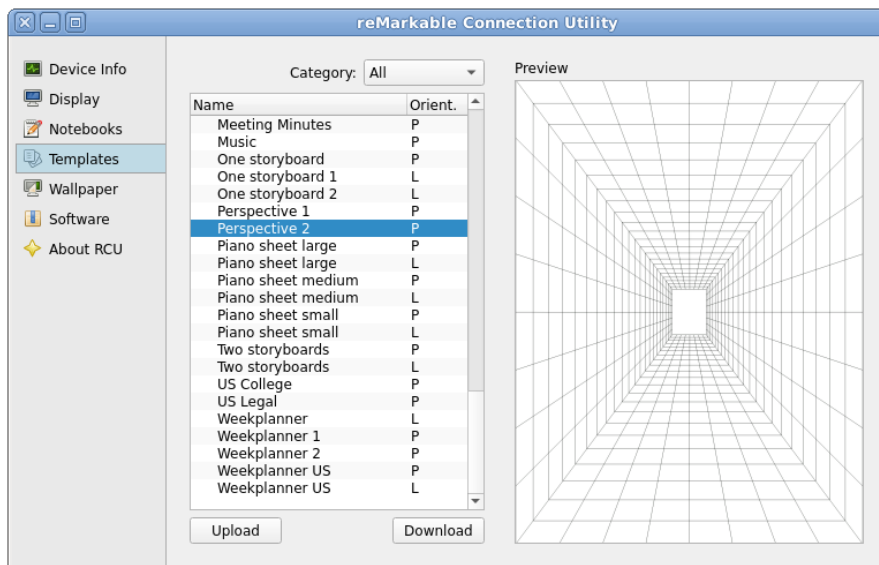 reMarkable Connection Utility
Device Info
Display
Notebooks
Templates
Wallpaper
Software
About RCU
Category: All
Name Orient.
Meeting Minutes P
Music P
One storyboard P
One storyboard 1 L
One storyboard 2 L
Perspective 1 P
Perspective 2 P
Piano sheet large P
Piano sheet large L
Piano sheet medium P
Piano sheet medium L
Piano sheet small P
Piano sheet small L
Two storyboards P
Two storyboards L
US College P
US Legal P
Weekplanner L
Weekplanner 1 P
Weekplanner 2 P
Weekplanner US P
Weekplanner US L
Upload Download
Preview